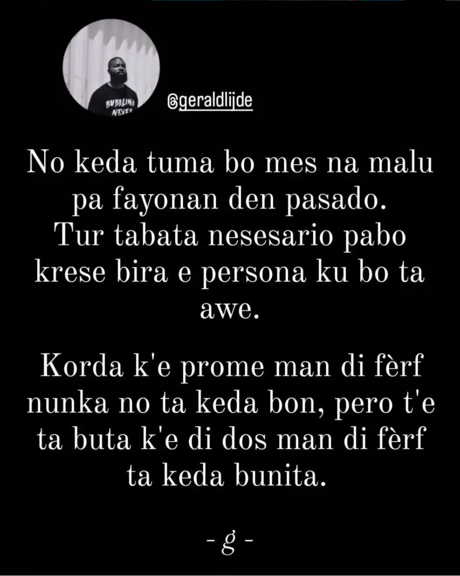 BUBBLING
NEVER
@geraldlijde
No keda tuma bo mes na malu
pa fayonan den pasado.
Tur tabata nesesario pabo
krese bira e persona ku bo ta
awe.
Korda k'e prome man di fèrf
nunka no ta keda bon, pero t'e
ta buta k'e di dos man di fèrf
ta keda bunita.
- g -